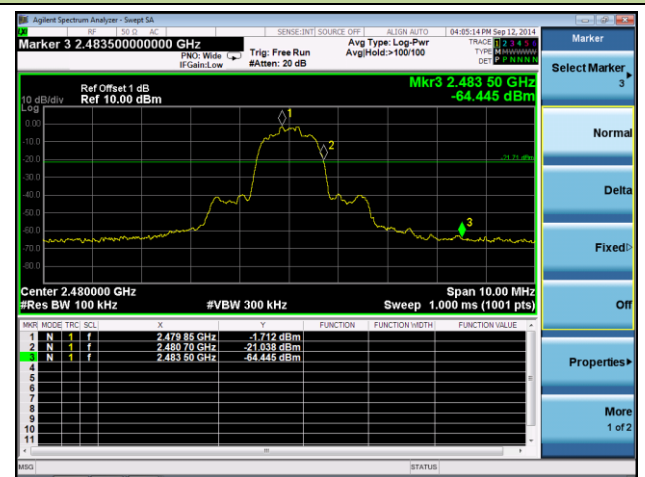 Agilent Spectrum Analyzer - Swept SA
RF 50 Ω AC SENSE:INT SOURCE OFF ALIGN AUTO 04:05:14 PM Sep 12, 2014
Marker 3 2.483500000000 GHz
PNO: Wide
IFGain:Low
Trig: Free Run
#Atten: 20 dB
Avg Type: Log-Pwr
Avg|Hold:>100/100
TRACE 1 2 3 4 5 6
TYPE M
DET P P N N N N
Ref Offset 1 dB
10 dB/div Ref 10.00 dBm
Log
Mkr3 2.483 50 GHz
-64.445 dBm
0.00
-10.0
-20.0
-30.0
-40.0
-50.0
-60.0
-70.0
-80.0
1
2
3
-21.71 dBm
Center 2.480000 GHz Span 10.00 MHz
#Res BW 100 kHz #VBW 300 kHz Sweep 1.000 ms (1001 pts)
MKR MODE TRC SCL X Y FUNCTION FUNCTION WIDTH FUNCTION VALUE
1 N 1 f 2.479 85 GHz -1.712 dBm
2 N 1 f 2.480 70 GHz -21.038 dBm
3 N 1 f 2.483 50 GHz -64.445 dBm
4
5
6
7
8
9
10
11
MSG STATUS
Marker
Select Marker
3
Normal
Delta
Fixed
Off
Properties
More
1 of 2